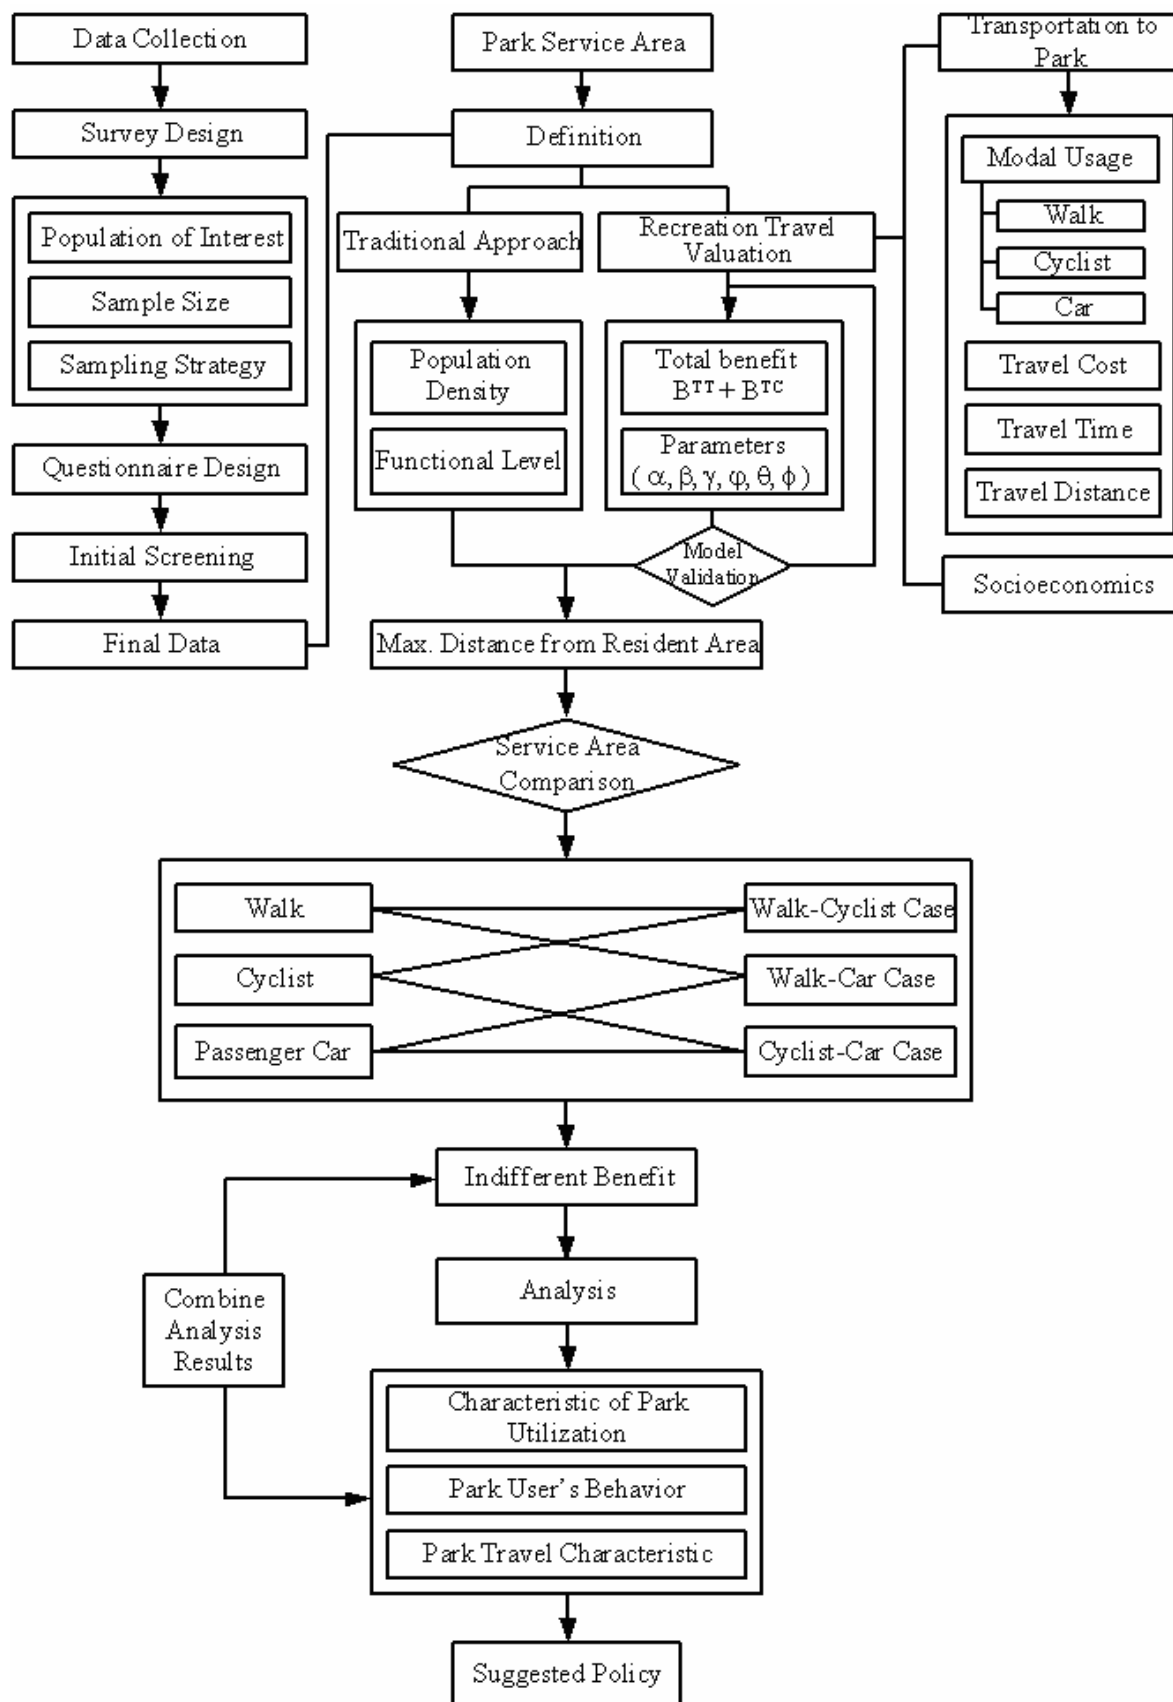 Data Collection
Survey Design
Population of Interest
Sample Size
Sampling Strategy
Questionnaire Design
Initial Screening
Final Data
Park Service Area
Definition
Traditional Approach
Population
Density
Functional Level
Recreation Travel
Valuation
Total benefit
Bᵀᵀ + Bᵀꟲ
Parameters
( α, β, γ, φ, θ, ϕ )
Model
Validation
Transportation to
Park
Modal Usage
Walk
Cyclist
Car
Travel Cost
Travel Time
Travel Distance
Socioeconomics
Max. Distance from Resident Area
Service Area
Comparison
Walk
Cyclist
Passenger Car
Walk-Cyclist Case
Walk-Car Case
Cyclist-Car Case
Indifferent Benefit
Analysis
Combine
Analysis
Results
Characteristic of Park
Utilization
Park User's Behavior
Park Travel Characteristic
Suggested Policy